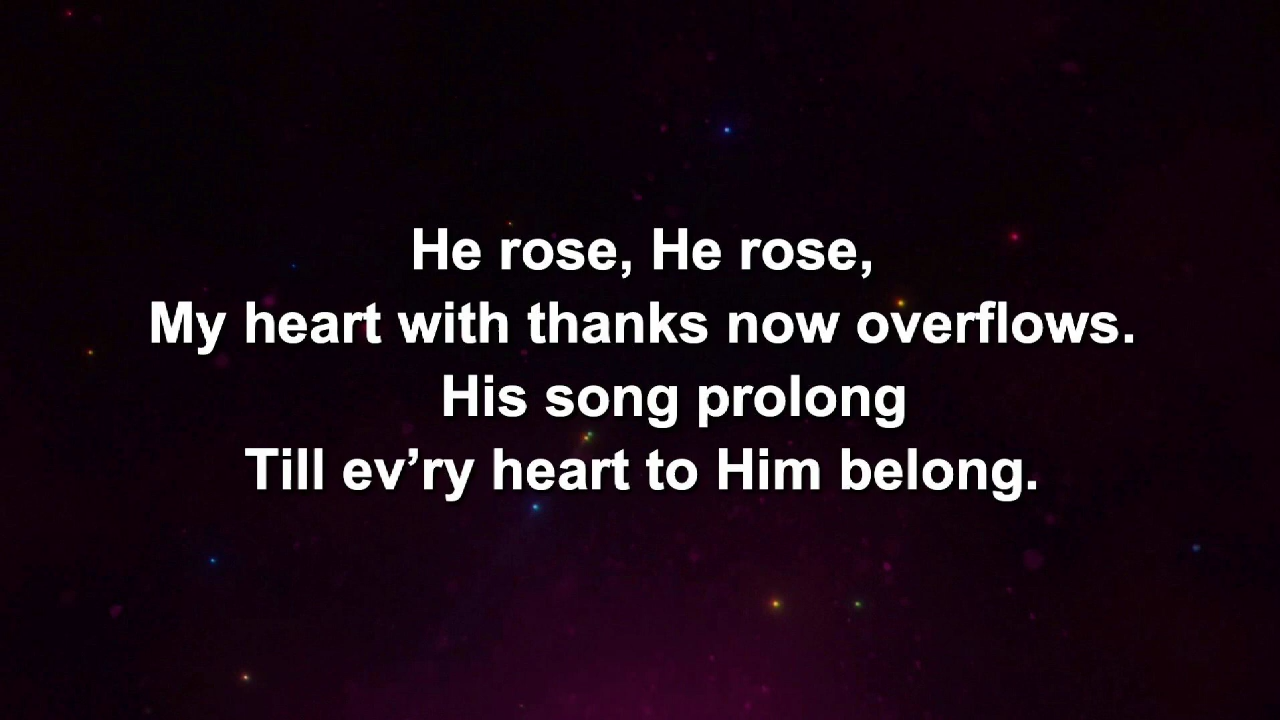 He rose, He rose,
My heart with thanks now overflows.
His song prolong
Till ev’ry heart to Him belong.